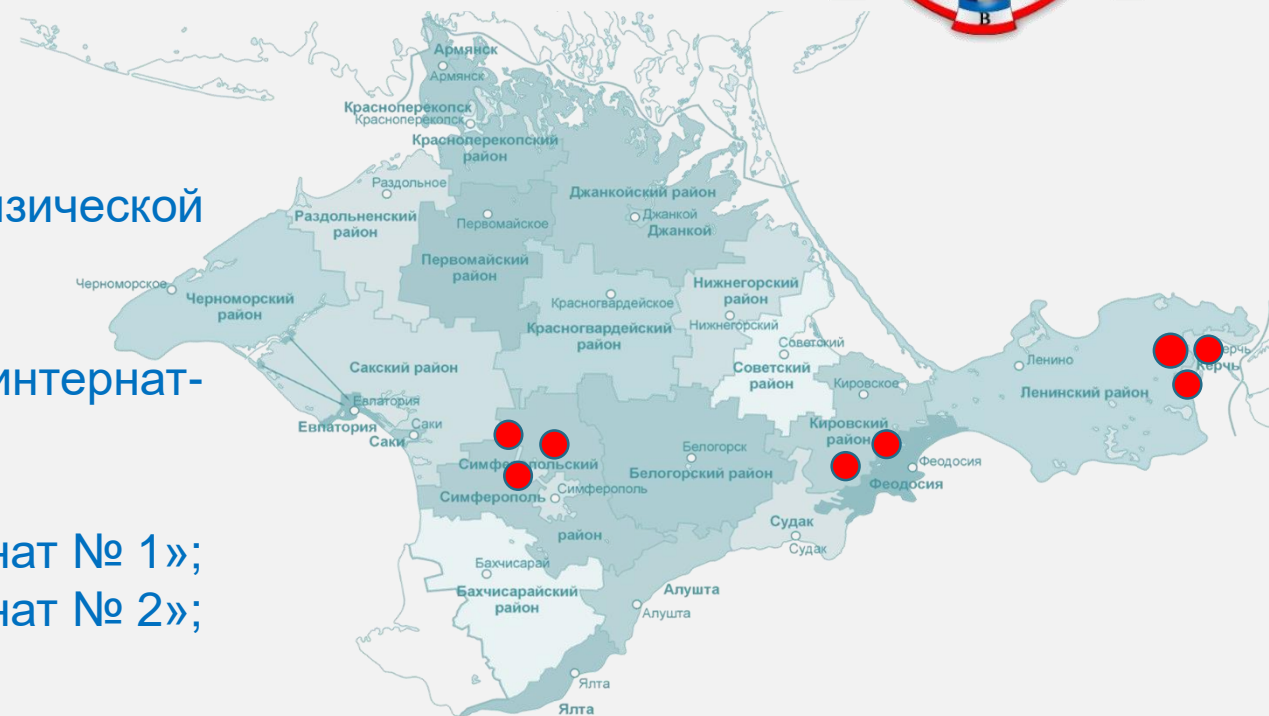 В
Армянск
Армянск
Красноперекопск
Красноперекопск
Красноперекопский
район
изической
Раздольное
Раздольненский
район
Первомайское
Первомайский
район
Джанкойский район
Джанкой
Джанкой
Черноморское
Черноморский
район
Нижнегорский
район
Нижнегорский
Красногвардейское
Красногвардейский
район
Советский
Советский
район
интернат-
Сакский район
Евпатория
Евпатория
Саки
Саки
Кировское
Кировский
район
Ленино
Ленинский район
ерчь
Керчь
Симферопольский
Симферополь
Симферополь
район
Белогорск
Белогорский район
Феодосия
Феодосия
Судак
Судак
нат № 1»;
нат № 2»;
Бахчисарай
Бахчисарайский
район
Алушта
Алушта
Ялта
Ялта